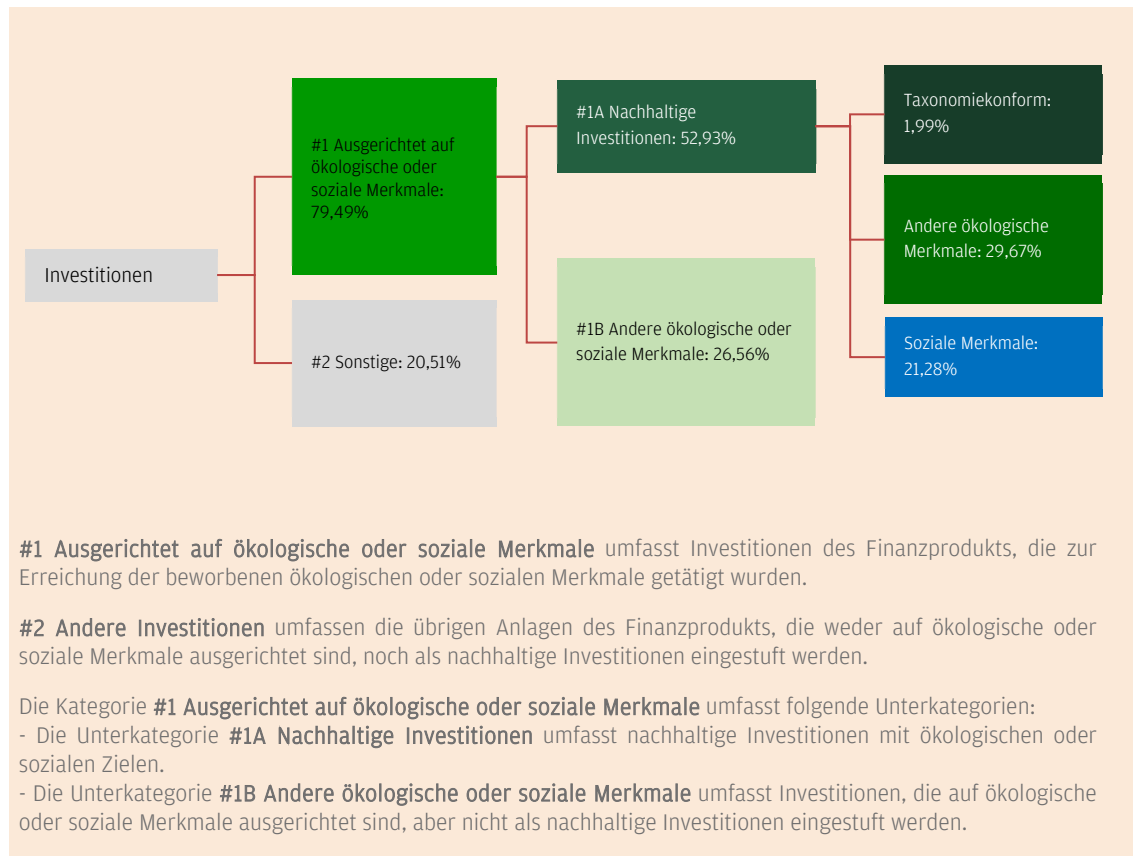 Investitionen
#1 Ausgerichtet auf
ökologische oder
soziale Merkmale:
79,49%
#2 Sonstige: 20,51%
#1A Nachhaltige
Investitionen: 52,93%
#1B Andere ökologische oder
soziale Merkmale: 26,56%
Taxonomiekonform:
1,99%
Andere ökologische
Merkmale: 29,67%
Soziale Merkmale:
21,28%
#1 Ausgerichtet auf ökologische oder soziale Merkmale umfasst Investitionen des Finanzprodukts, die zur
Erreichung der beworbenen ökologischen oder sozialen Merkmale getätigt wurden.
#2 Andere Investitionen umfassen die übrigen Anlagen des Finanzprodukts, die weder auf ökologische oder
soziale Merkmale ausgerichtet sind, noch als nachhaltige Investitionen eingestuft werden.
Die Kategorie #1 Ausgerichtet auf ökologische oder soziale Merkmale umfasst folgende Unterkategorien:
- Die Unterkategorie #1A Nachhaltige Investitionen umfasst nachhaltige Investitionen mit ökologischen oder
sozialen Zielen.
- Die Unterkategorie #1B Andere ökologische oder soziale Merkmale umfasst Investitionen, die auf ökologische
oder soziale Merkmale ausgerichtet sind, aber nicht als nachhaltige Investitionen eingestuft werden.